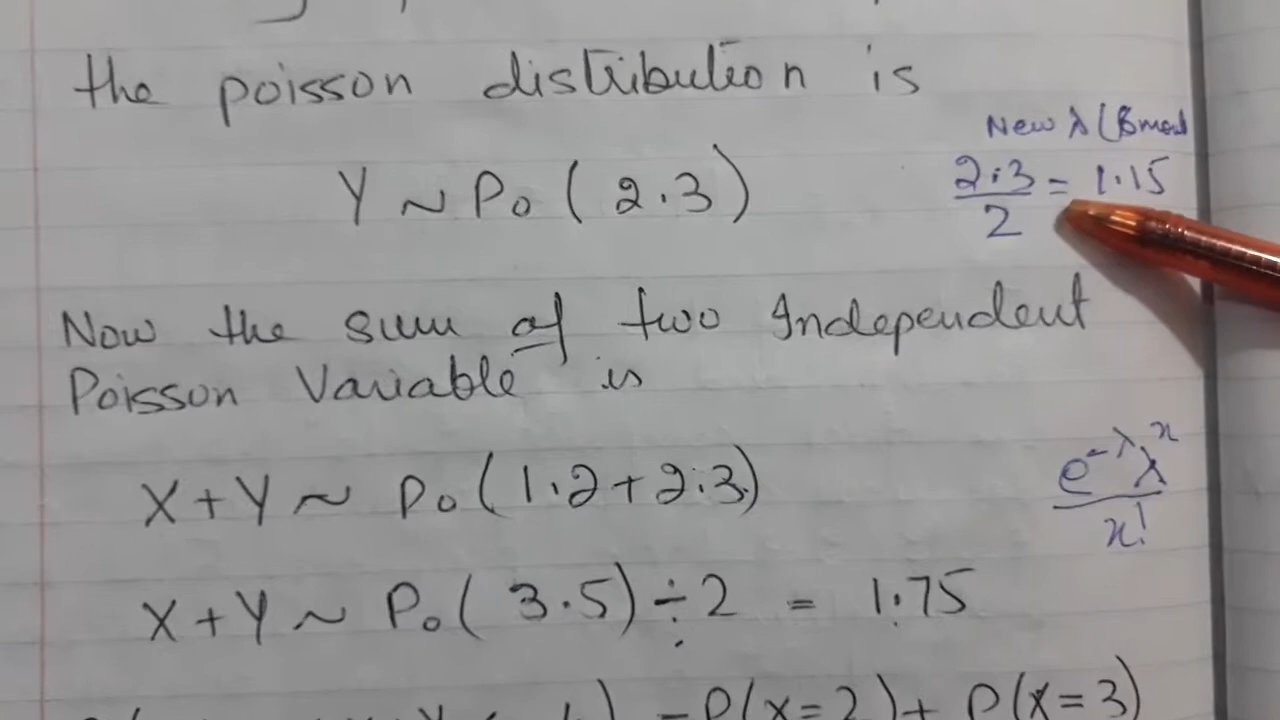 the poisson distribution is
New λ (6
Y ~ Po ( 2.3 )
2.3/2 = 1.15
Now the sum of two Independent
Poisson Variable is
X + Y ~ Po ( 1.2 + 2.3 )
e^-λ λ^x / x!
X + Y ~ Po ( 3.5 ) ÷ 2 = 1.75
= P(X = 2) + P(X = 3)